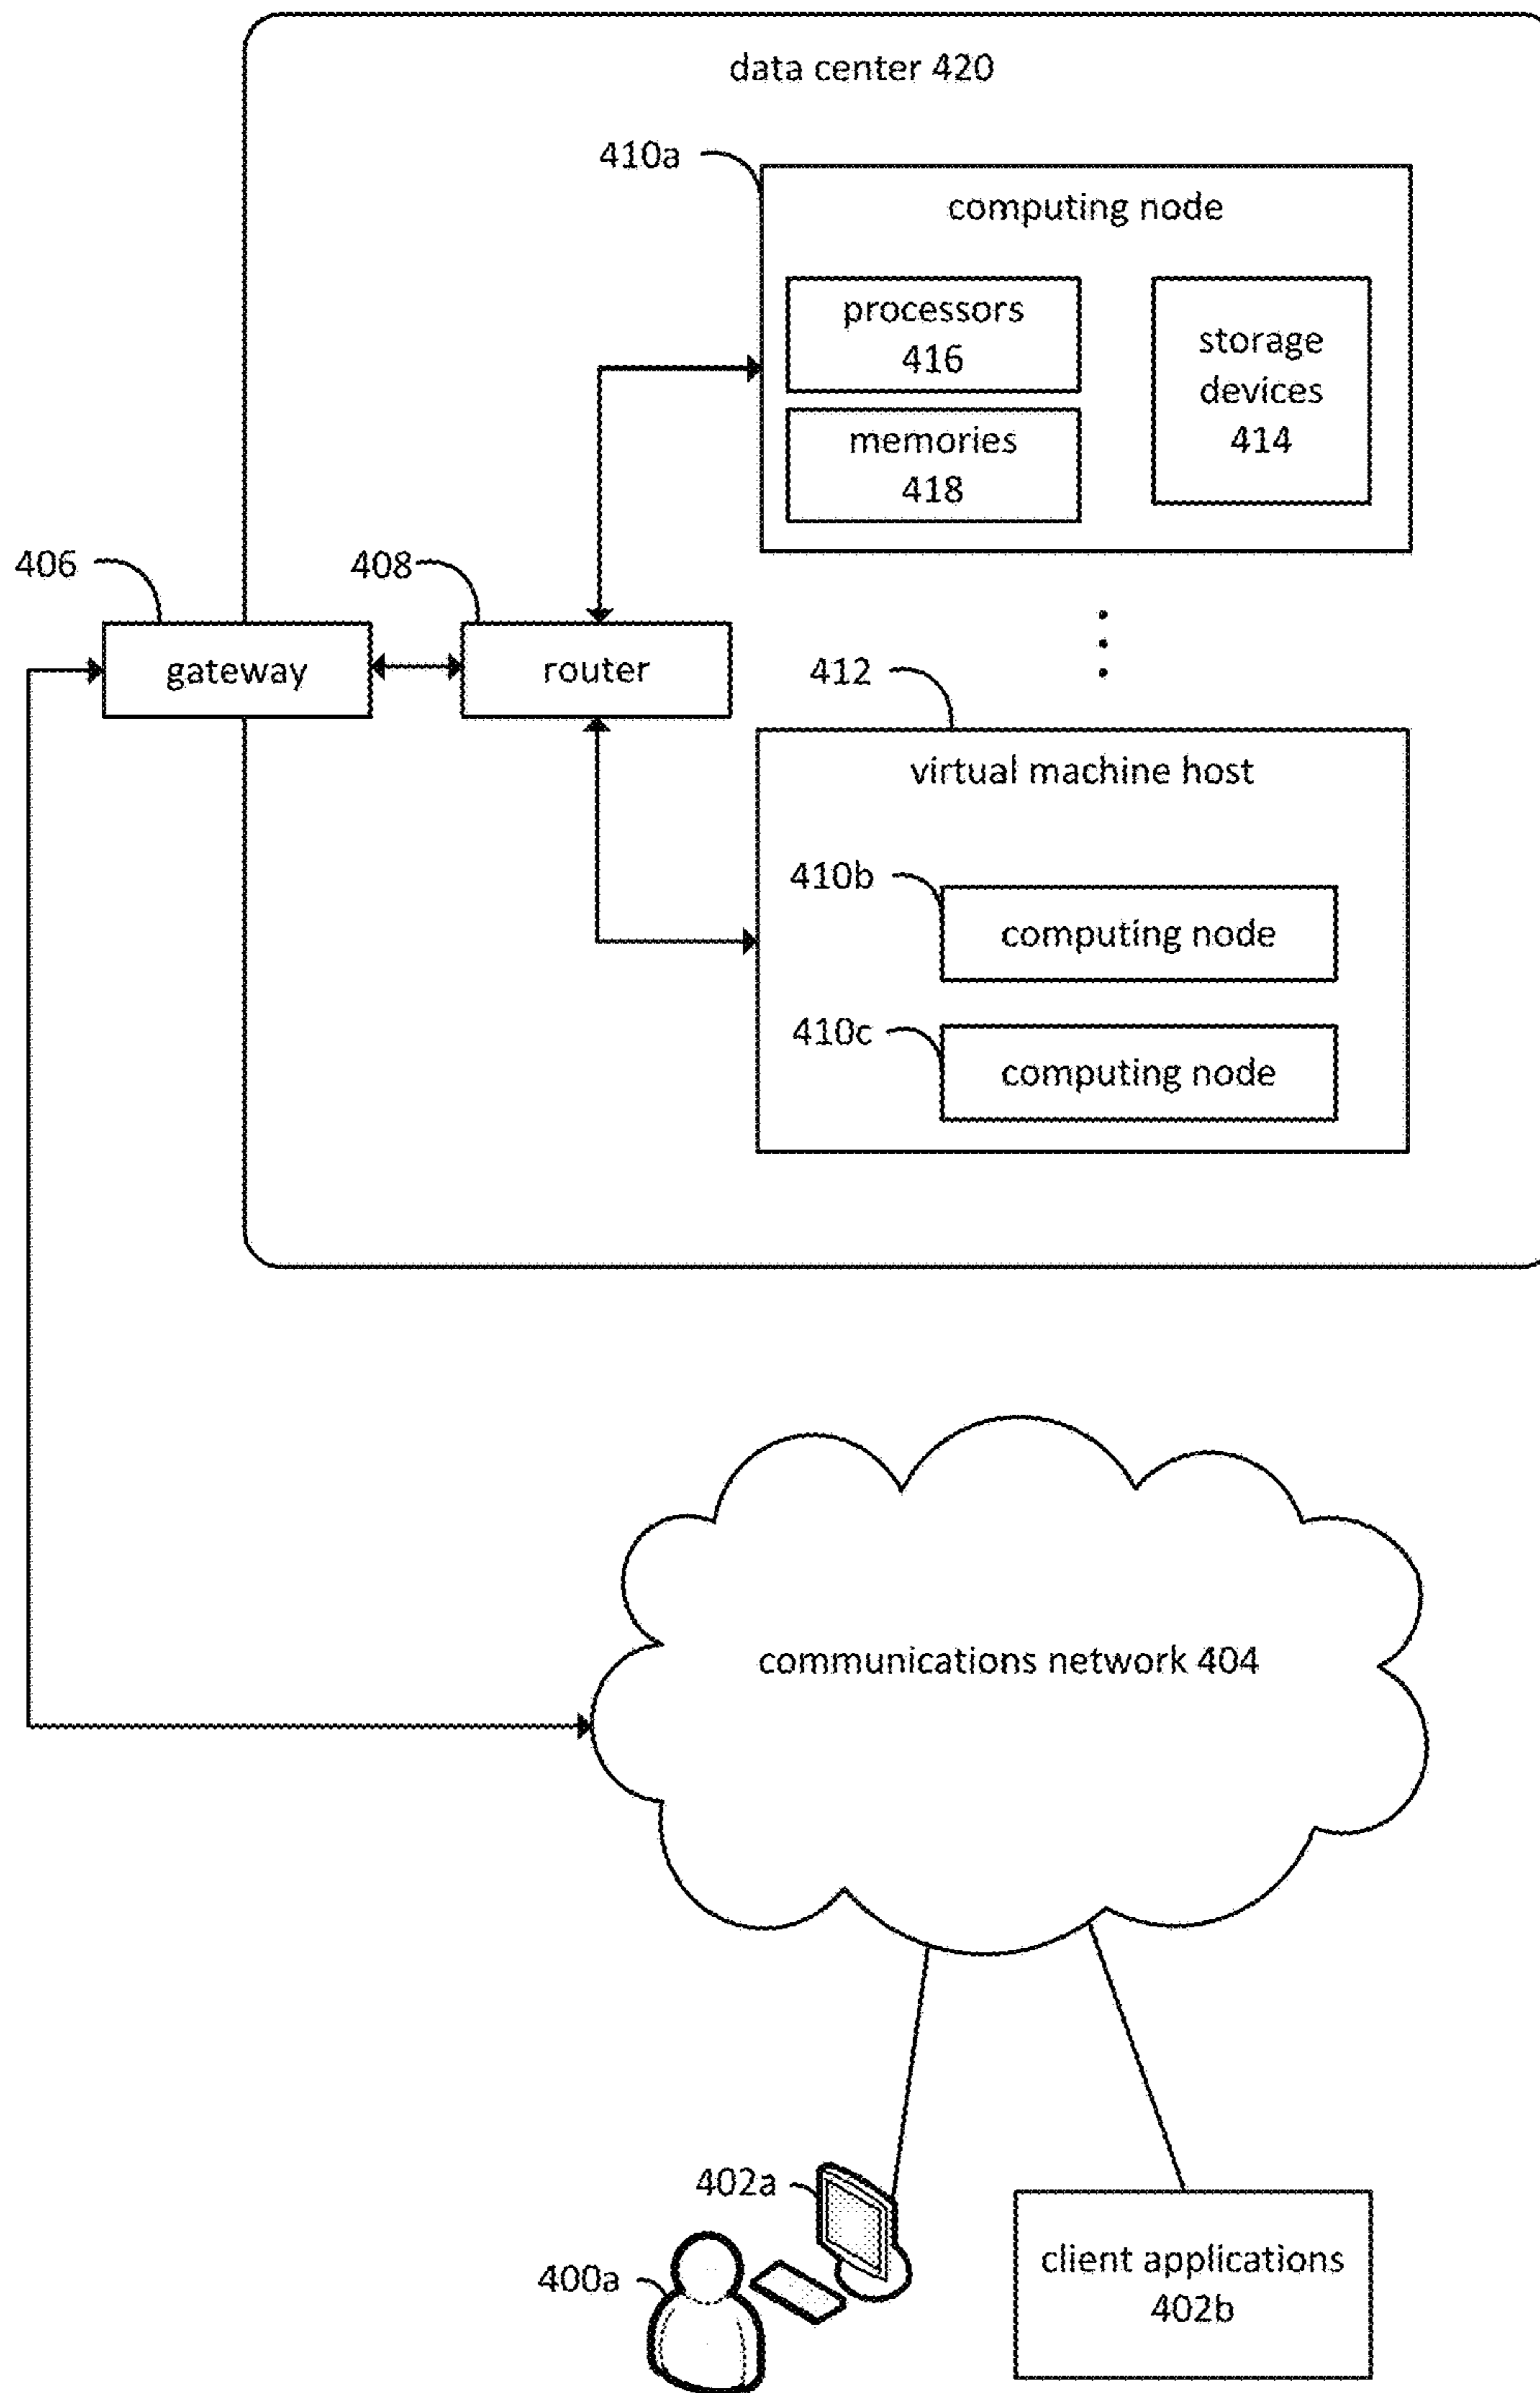 data center 420
410a
computing node
processors
416
storage
devices
414
memories
418
406
408
gateway
router
412
virtual machine host
410b
computing node
410c
computing node
communications network 404
402a
400a
client applications
402b